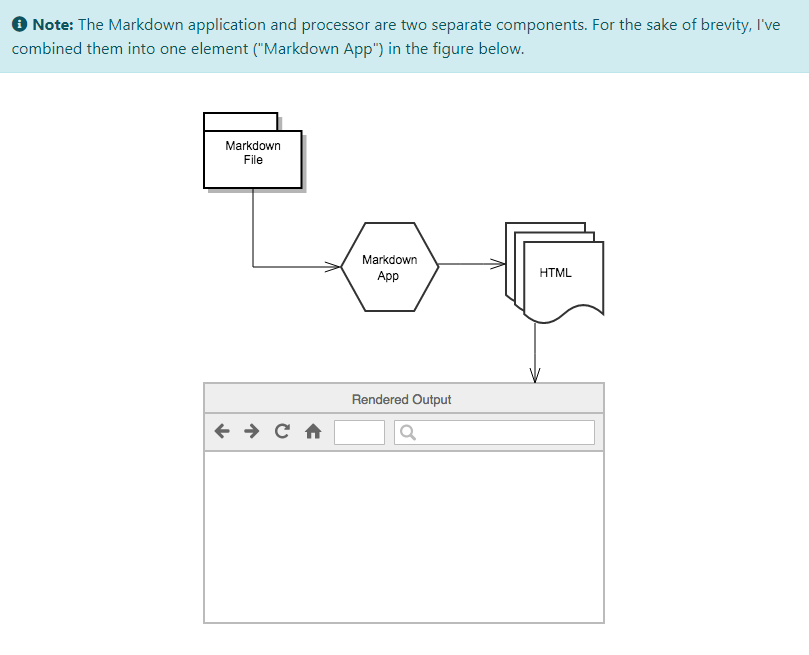 Note: The Markdown application and processor are two separate components. For the sake of brevity, I've
combined them into one element ("Markdown App") in the figure below.
Markdown
File
Markdown
App
HTML
Rendered Output